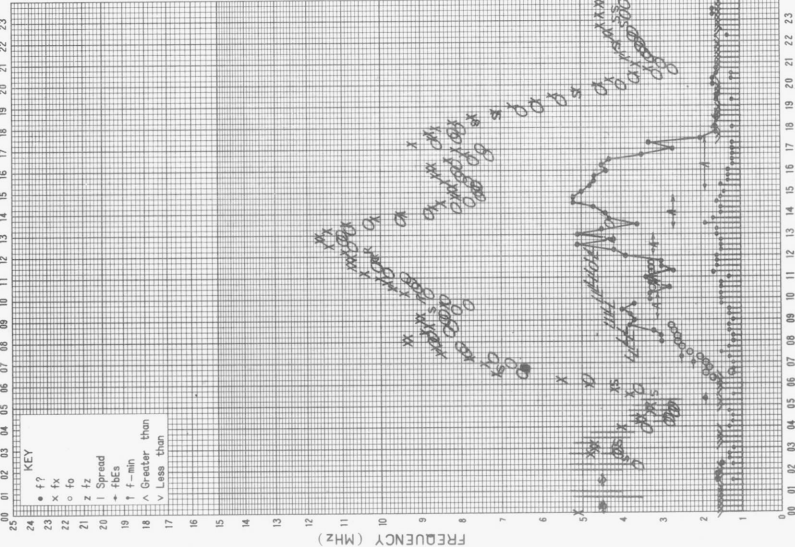 25
24
23
22
21
20
19
18
17
16
15
14
13
12
11
10
9
8
7
6
5
4
3
2
1
0
FREQUENCY (MHz)
KEY
● f?
x fx
o fo
z fz
| Spread
+ fbEs
↑ f-min
^ Greater than
v Less than
00 01 02 03 04 05 06 07 08 09 10 11 12 13 14 15 16 17 18 19 20 21 22 23
00 01 02 03 04 05 06 07 08 09 10 11 12 13 14 15 16 17 18 19 20 21 22 23